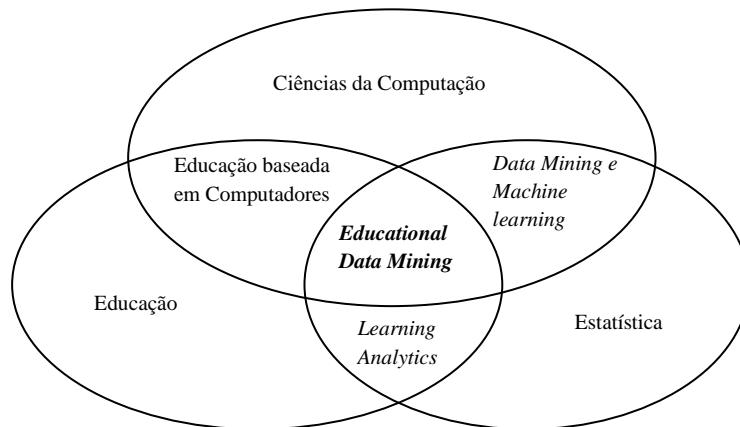 Ciências da Computação
Educação baseada
em Computadores
Data Mining e
Machine
learning
Educational
Data Mining
Educação
Estatística
Learning
Analytics